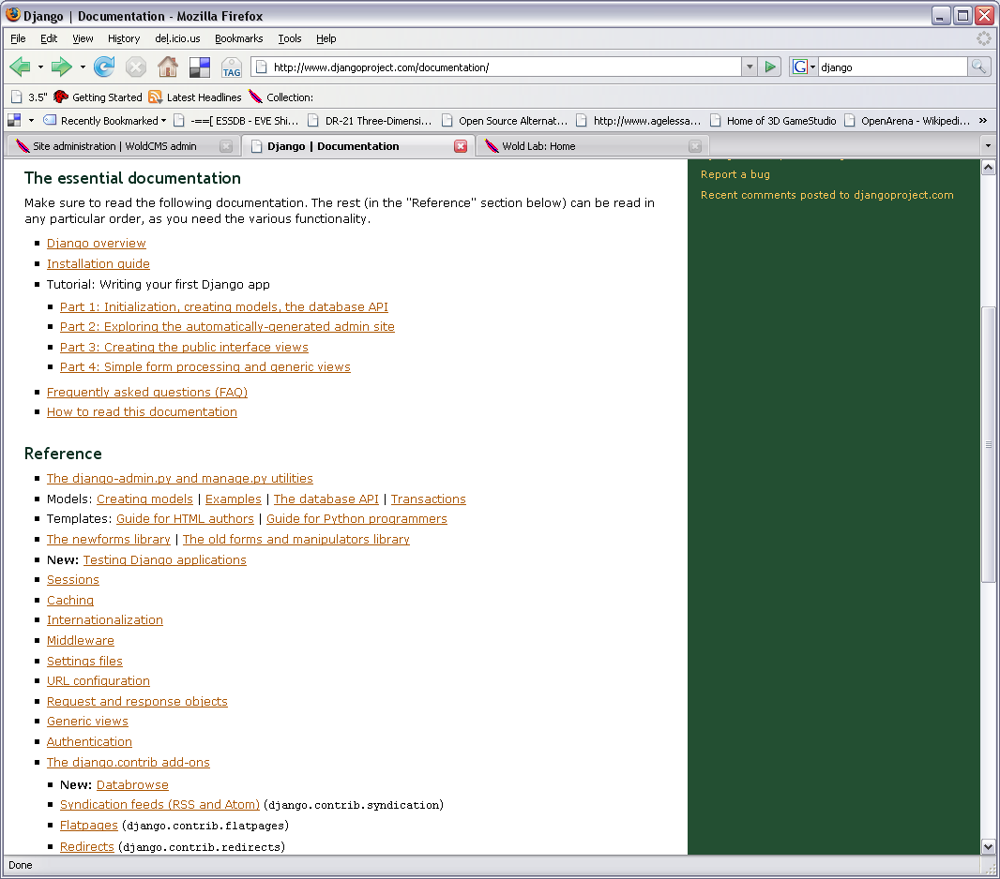 Django | Documentation - Mozilla Firefox
File Edit View History del.icio.us Bookmarks Tools Help
TAG http://www.djangoproject.com/documentation/ G django
3.5" Getting Started Latest Headlines Collection:
Recently Bookmarked -==[ ESSDB - EVE Shi... DR-21 Three-Dimensi... Open Source Alternat... http://www.agelessa... Home of 3D GameStudio OpenArena - Wikipedi... »
Site administration | WoldCMS admin Django | Documentation Wold Lab: Home
The essential documentation
Make sure to read the following documentation. The rest (in the "Reference" section below) can be read in
any particular order, as you need the various functionality.
Django overview
Installation guide
Tutorial: Writing your first Django app
Part 1: Initialization, creating models, the database API
Part 2: Exploring the automatically-generated admin site
Part 3: Creating the public interface views
Part 4: Simple form processing and generic views
Frequently asked questions (FAQ)
How to read this documentation
Reference
The django-admin.py and manage.py utilities
Models: Creating models | Examples | The database API | Transactions
Templates: Guide for HTML authors | Guide for Python programmers
The newforms library | The old forms and manipulators library
New: Testing Django applications
Sessions
Caching
Internationalization
Middleware
Settings files
URL configuration
Request and response objects
Generic views
Authentication
The django.contrib add-ons
New: Databrowse
Syndication feeds (RSS and Atom) (django.contrib.syndication)
Flatpages (django.contrib.flatpages)
Redirects (django.contrib.redirects)
Report a bug
Recent comments posted to djangoproject.com
Done